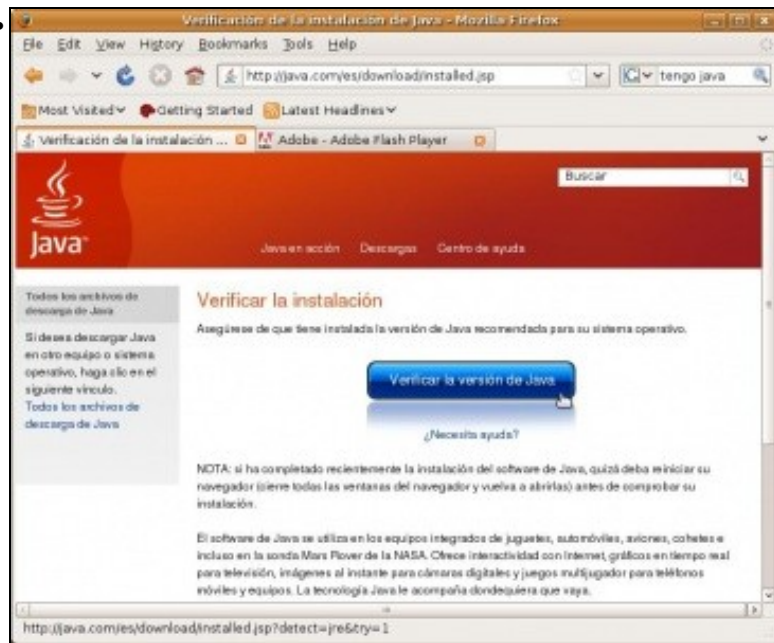 Verificación de la instalación de Java - Mozilla Firefox
File Edit View History Bookmarks Tools Help
http://java.com/es/download/installed.jsp
tengo java
Most Visited
Getting Started
Latest Headlines
Verificación de la instalación ...
Adobe - Adobe Flash Player
Buscar
Java
Java en acción Descargas Centro de ayuda
Todos los archivos de
descarga de Java
Si desea descargar Java
en otro equipo o sistema
operativo, haga clic en el
siguiente vínculo.
Todos los archivos de
descarga de Java
Verificar la instalación
Asegúrese de que tiene instalada la versión de Java recomendada para su sistema operativo.
Verificar la versión de Java
¿Necesita ayuda?
NOTA: si ha completado recientemente la instalación del software de Java, quizá deba reiniciar su
navegador (cierre todas las ventanas del navegador y vuelva a abrirlas) antes de comprobar su
instalación.
El software de Java se utiliza en los equipos integrados de juguetes, automóviles, aviones, cohetes e
incluso en la sonda Mars Rover de la NASA. Ofrece interactividad con Internet, gráficos en tiempo real
para televisión, imágenes al instante para cámaras digitales y juegos multijugador para teléfonos
móviles y equipos. La tecnología Java le acompaña dondequiera que vaya.
http://java.com/es/download/installed.jsp?detect=jre&try=1